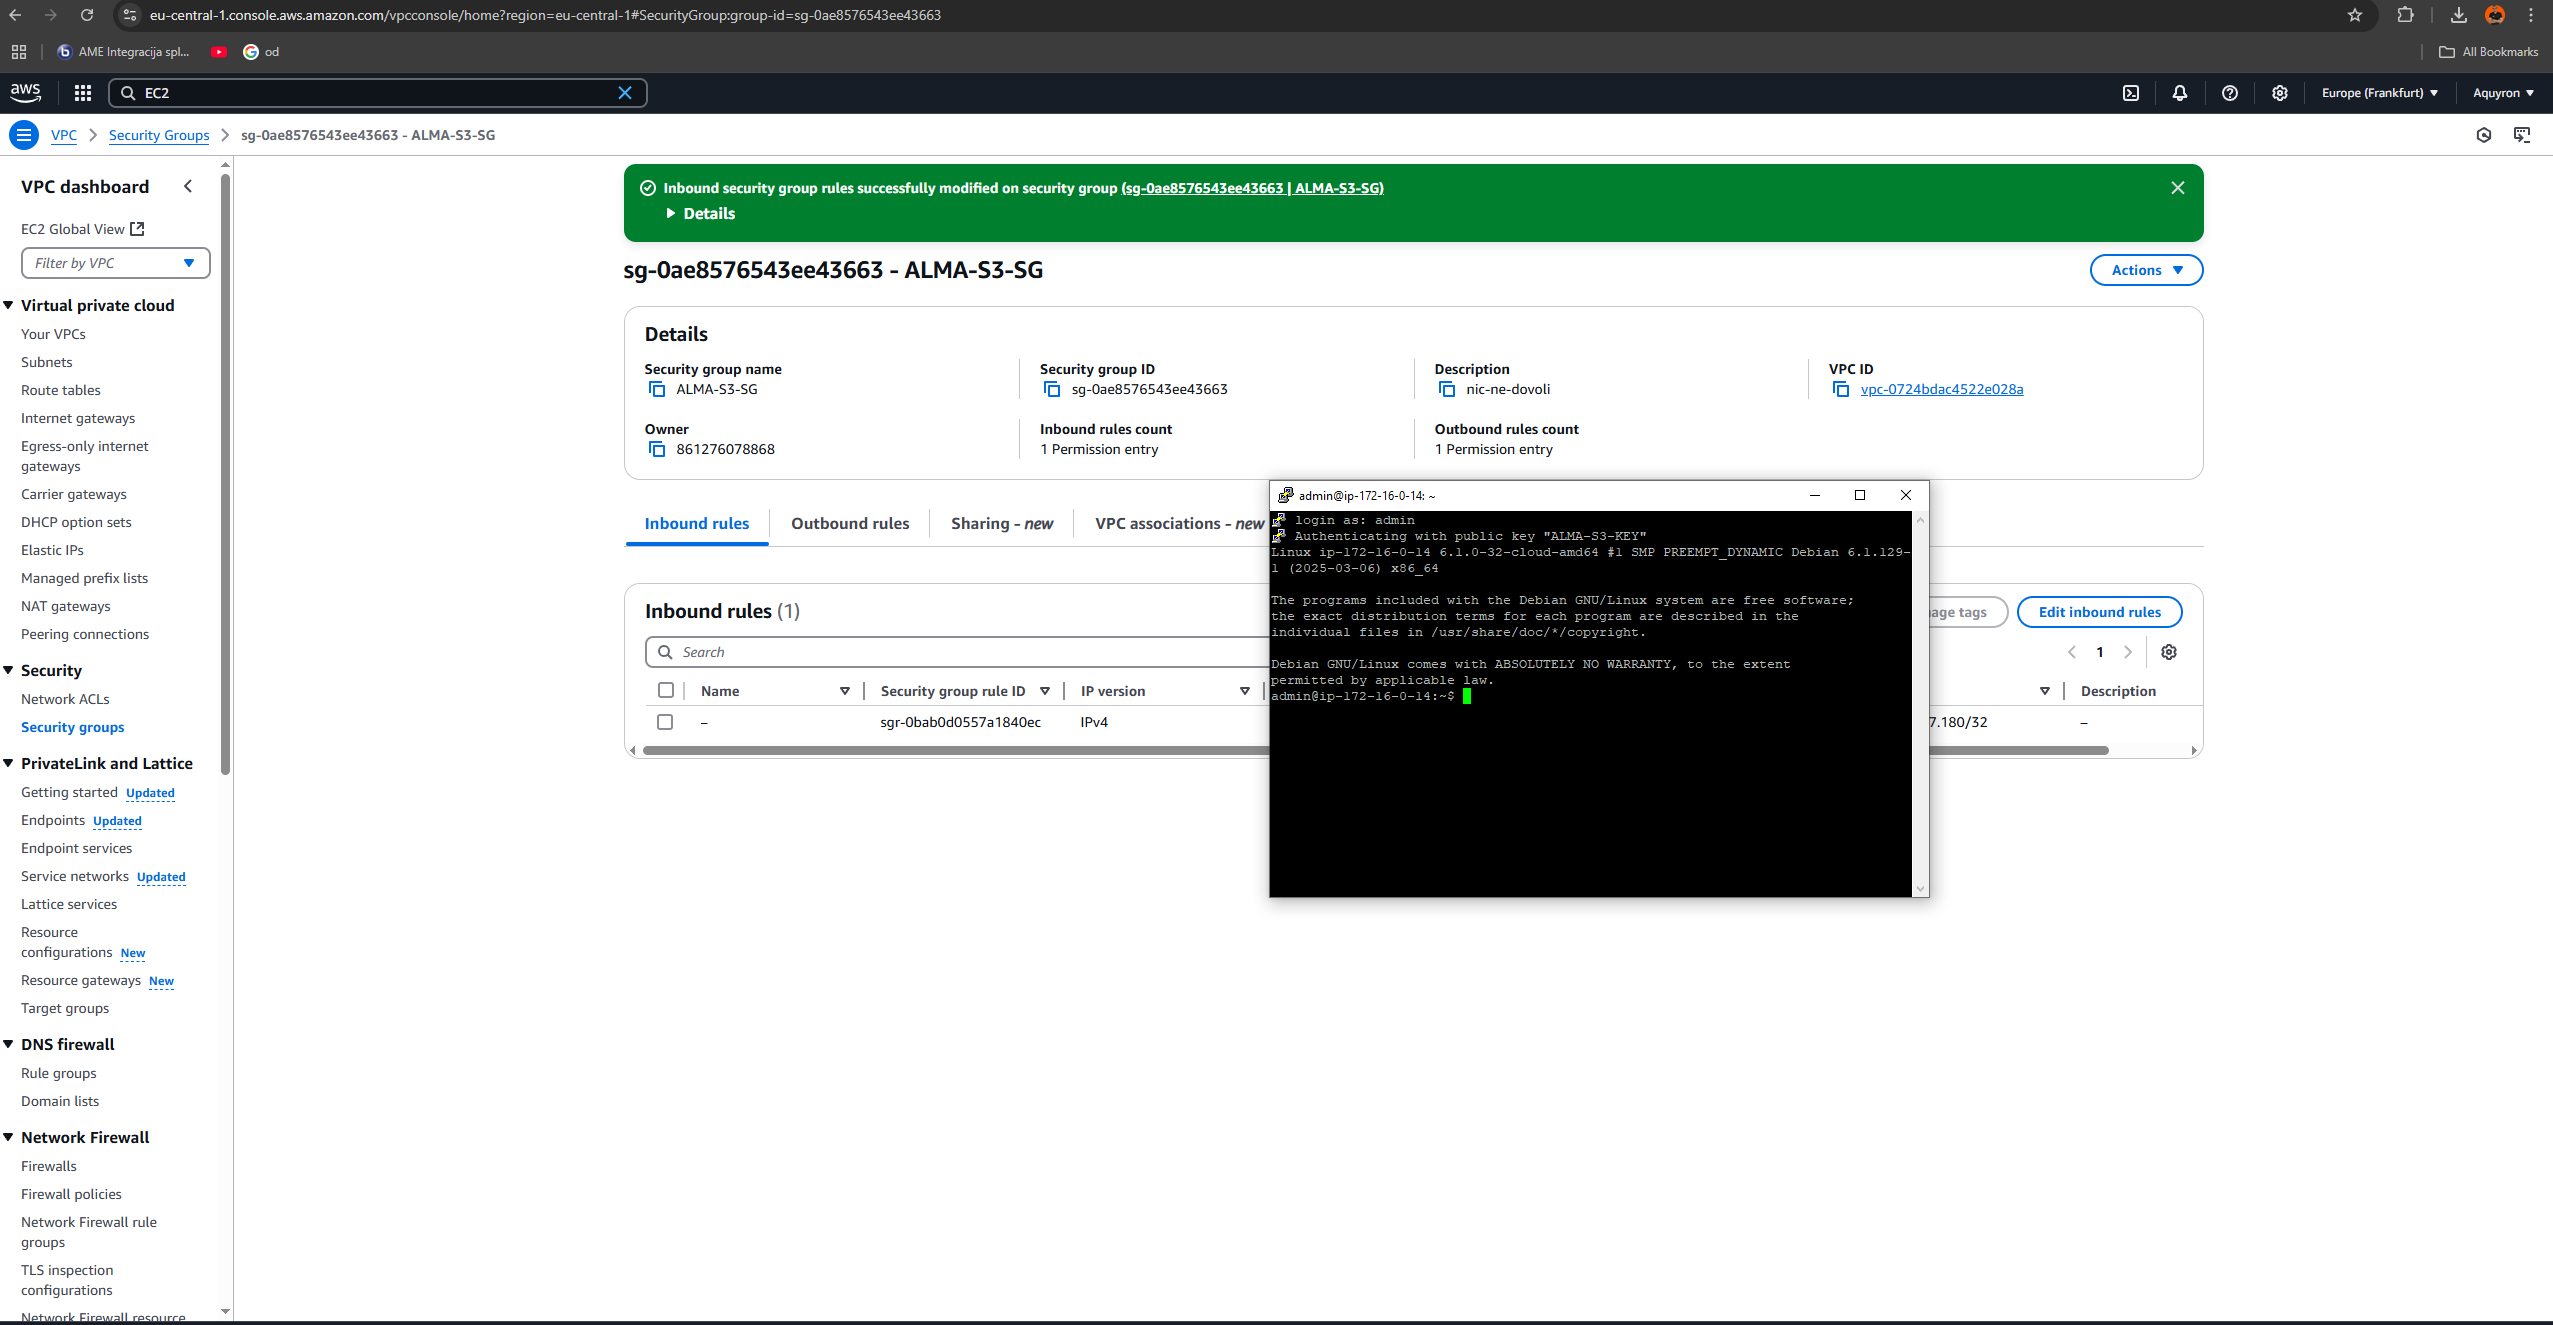 eu-central-1.console.aws.amazon.com/vpcconsole/home?region=eu-central-1#SecurityGroup:group-id=sg-0ae8576543ee43663
AME Integracija spl...
od
All Bookmarks
aws
EC2
Europe (Frankfurt)
Aquyron
VPC
Security Groups
sg-0ae8576543ee43663 - ALMA-S3-SG
VPC dashboard
EC2 Global View
Filter by VPC
Virtual private cloud
Your VPCs
Subnets
Route tables
Internet gateways
Egress-only internet
gateways
Carrier gateways
DHCP option sets
Elastic IPs
Managed prefix lists
NAT gateways
Peering connections
Security
Network ACLs
Security groups
PrivateLink and Lattice
Getting started Updated
Endpoints Updated
Endpoint services
Service networks Updated
Lattice services
Resource
configurations New
Resource gateways New
Target groups
DNS firewall
Rule groups
Domain lists
Network Firewall
Firewalls
Firewall policies
Network Firewall rule
groups
TLS inspection
configurations
Network Firewall resource
Inbound security group rules successfully modified on security group (sg-0ae8576543ee43663 | ALMA-S3-SG)
Details
sg-0ae8576543ee43663 - ALMA-S3-SG
Actions
Details
Security group name
ALMA-S3-SG
Security group ID
sg-0ae8576543ee43663
Description
nic-ne-dovoli
VPC ID
vpc-0724bdac4522e028a
Owner
861276078868
Inbound rules count
1 Permission entry
Outbound rules count
1 Permission entry
Inbound rules
Outbound rules
Sharing - new
VPC associations - new
Inbound rules (1)
Edit inbound rules
Search
1
Name
Security group rule ID
IP version
Description
–
sgr-0bab0d0557a1840ec
IPv4
7.180/32
–
admin@ip-172-16-0-14: ~
login as: admin
Authenticating with public key "ALMA-S3-KEY"
Linux ip-172-16-0-14 6.1.0-32-cloud-amd64 #1 SMP PREEMPT_DYNAMIC Debian 6.1.129-
1 (2025-03-06) x86_64
The programs included with the Debian GNU/Linux system are free software;
the exact distribution terms for each program are described in the
individual files in /usr/share/doc/*/copyright.
Debian GNU/Linux comes with ABSOLUTELY NO WARRANTY, to the extent
permitted by applicable law.
admin@ip-172-16-0-14:~$